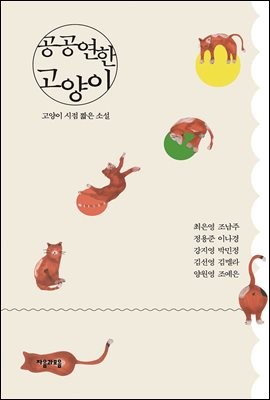 공공연한
고양이
고양이 시점 짧은 소설
최은영 조남주
정용준 이나경
강지영 박민정
김선영 김멜라
양원영 조예은
자음과모음